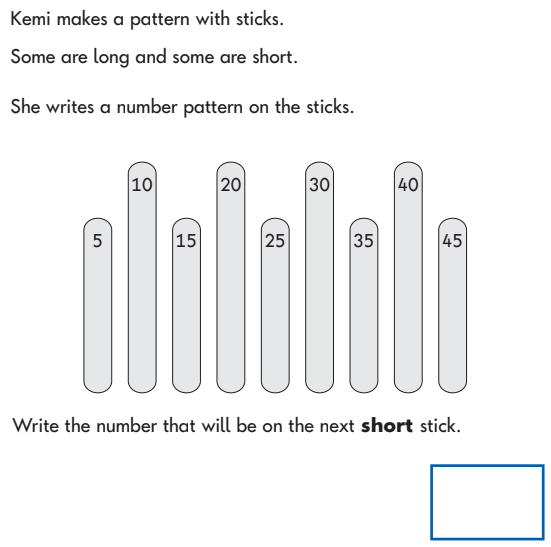 Kemi makes a pattern with sticks.
Some are long and some are short.
She writes a number pattern on the sticks.
5 10 15 20 25 30 35 40 45
Write the number that will be on the next short stick.